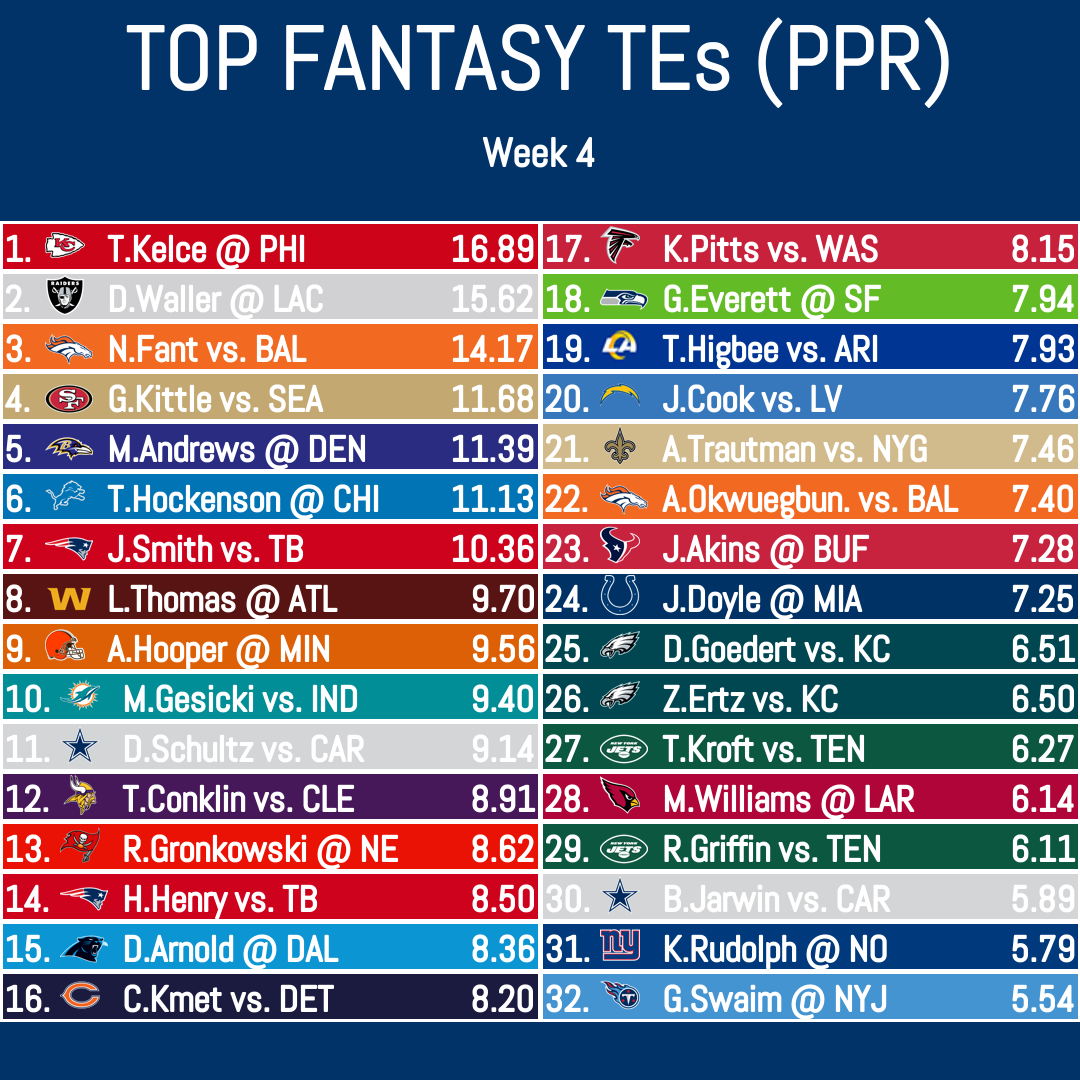 TOP FANTASY TEs (PPR)
Week 4
1. T.Kelce @ PHI 16.89
2. D.Waller @ LAC 15.62
3. N.Fant vs. BAL 14.17
4. G.Kittle vs. SEA 11.68
5. M.Andrews @ DEN 11.39
6. T.Hockenson @ CHI 11.13
7. J.Smith vs. TB 10.36
8. L.Thomas @ ATL 9.70
9. A.Hooper @ MIN 9.56
10. M.Gesicki vs. IND 9.40
11. D.Schultz vs. CAR 9.14
12. T.Conklin vs. CLE 8.91
13. R.Gronkowski @ NE 8.62
14. H.Henry vs. TB 8.50
15. D.Arnold @ DAL 8.36
16. C.Kmet vs. DET 8.20
17. K.Pitts vs. WAS 8.15
18. G.Everett @ SF 7.94
19. T.Higbee vs. ARI 7.93
20. J.Cook vs. LV 7.76
21. A.Trautman vs. NYG 7.46
22. A.Okwuegbun. vs. BAL 7.40
23. J.Akins @ BUF 7.28
24. J.Doyle @ MIA 7.25
25. D.Goedert vs. KC 6.51
26. Z.Ertz vs. KC 6.50
27. T.Kroft vs. TEN 6.27
28. M.Williams @ LAR 6.14
29. R.Griffin vs. TEN 6.11
30. B.Jarwin vs. CAR 5.89
31. K.Rudolph @ NO 5.79
32. G.Swaim @ NYJ 5.54